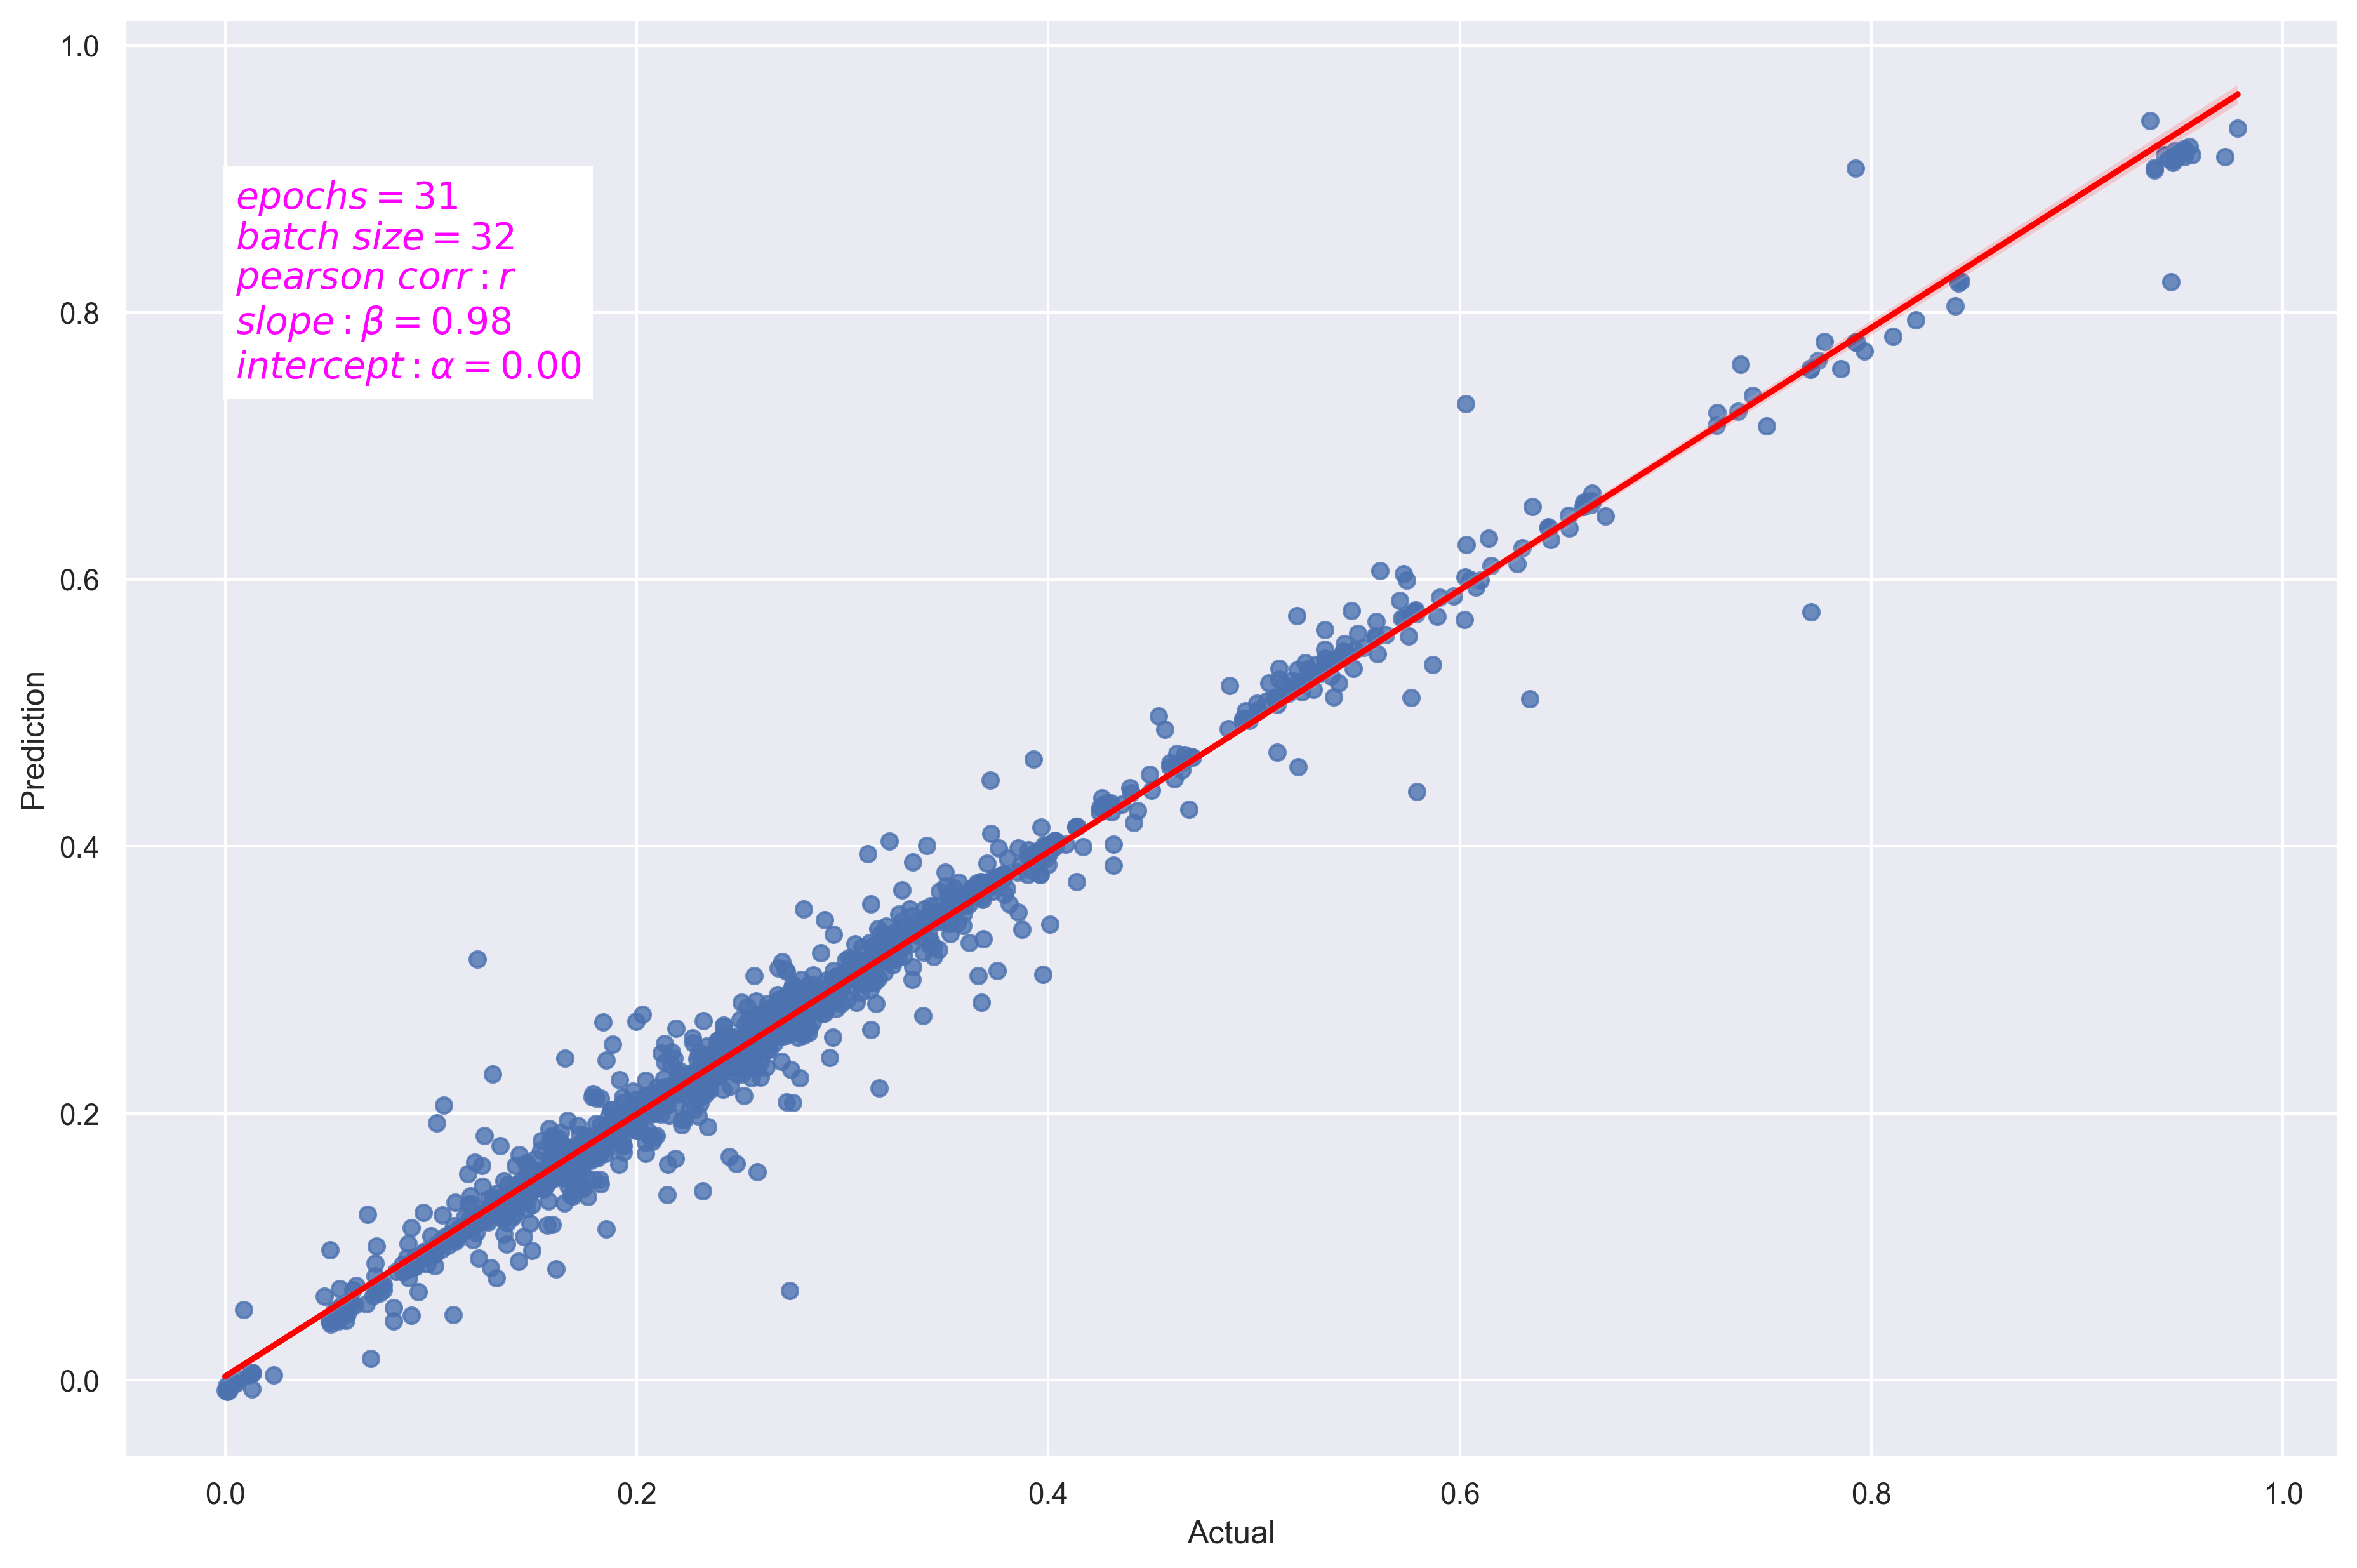 1.0
0.8
0.6
0.4
0.2
0.0
Prediction
epochs = 31
batch size = 32
pearson corr : r
slope : β = 0.98
intercept : α = 0.00
0.0 0.2 0.4 0.6 0.8 1.0
Actual